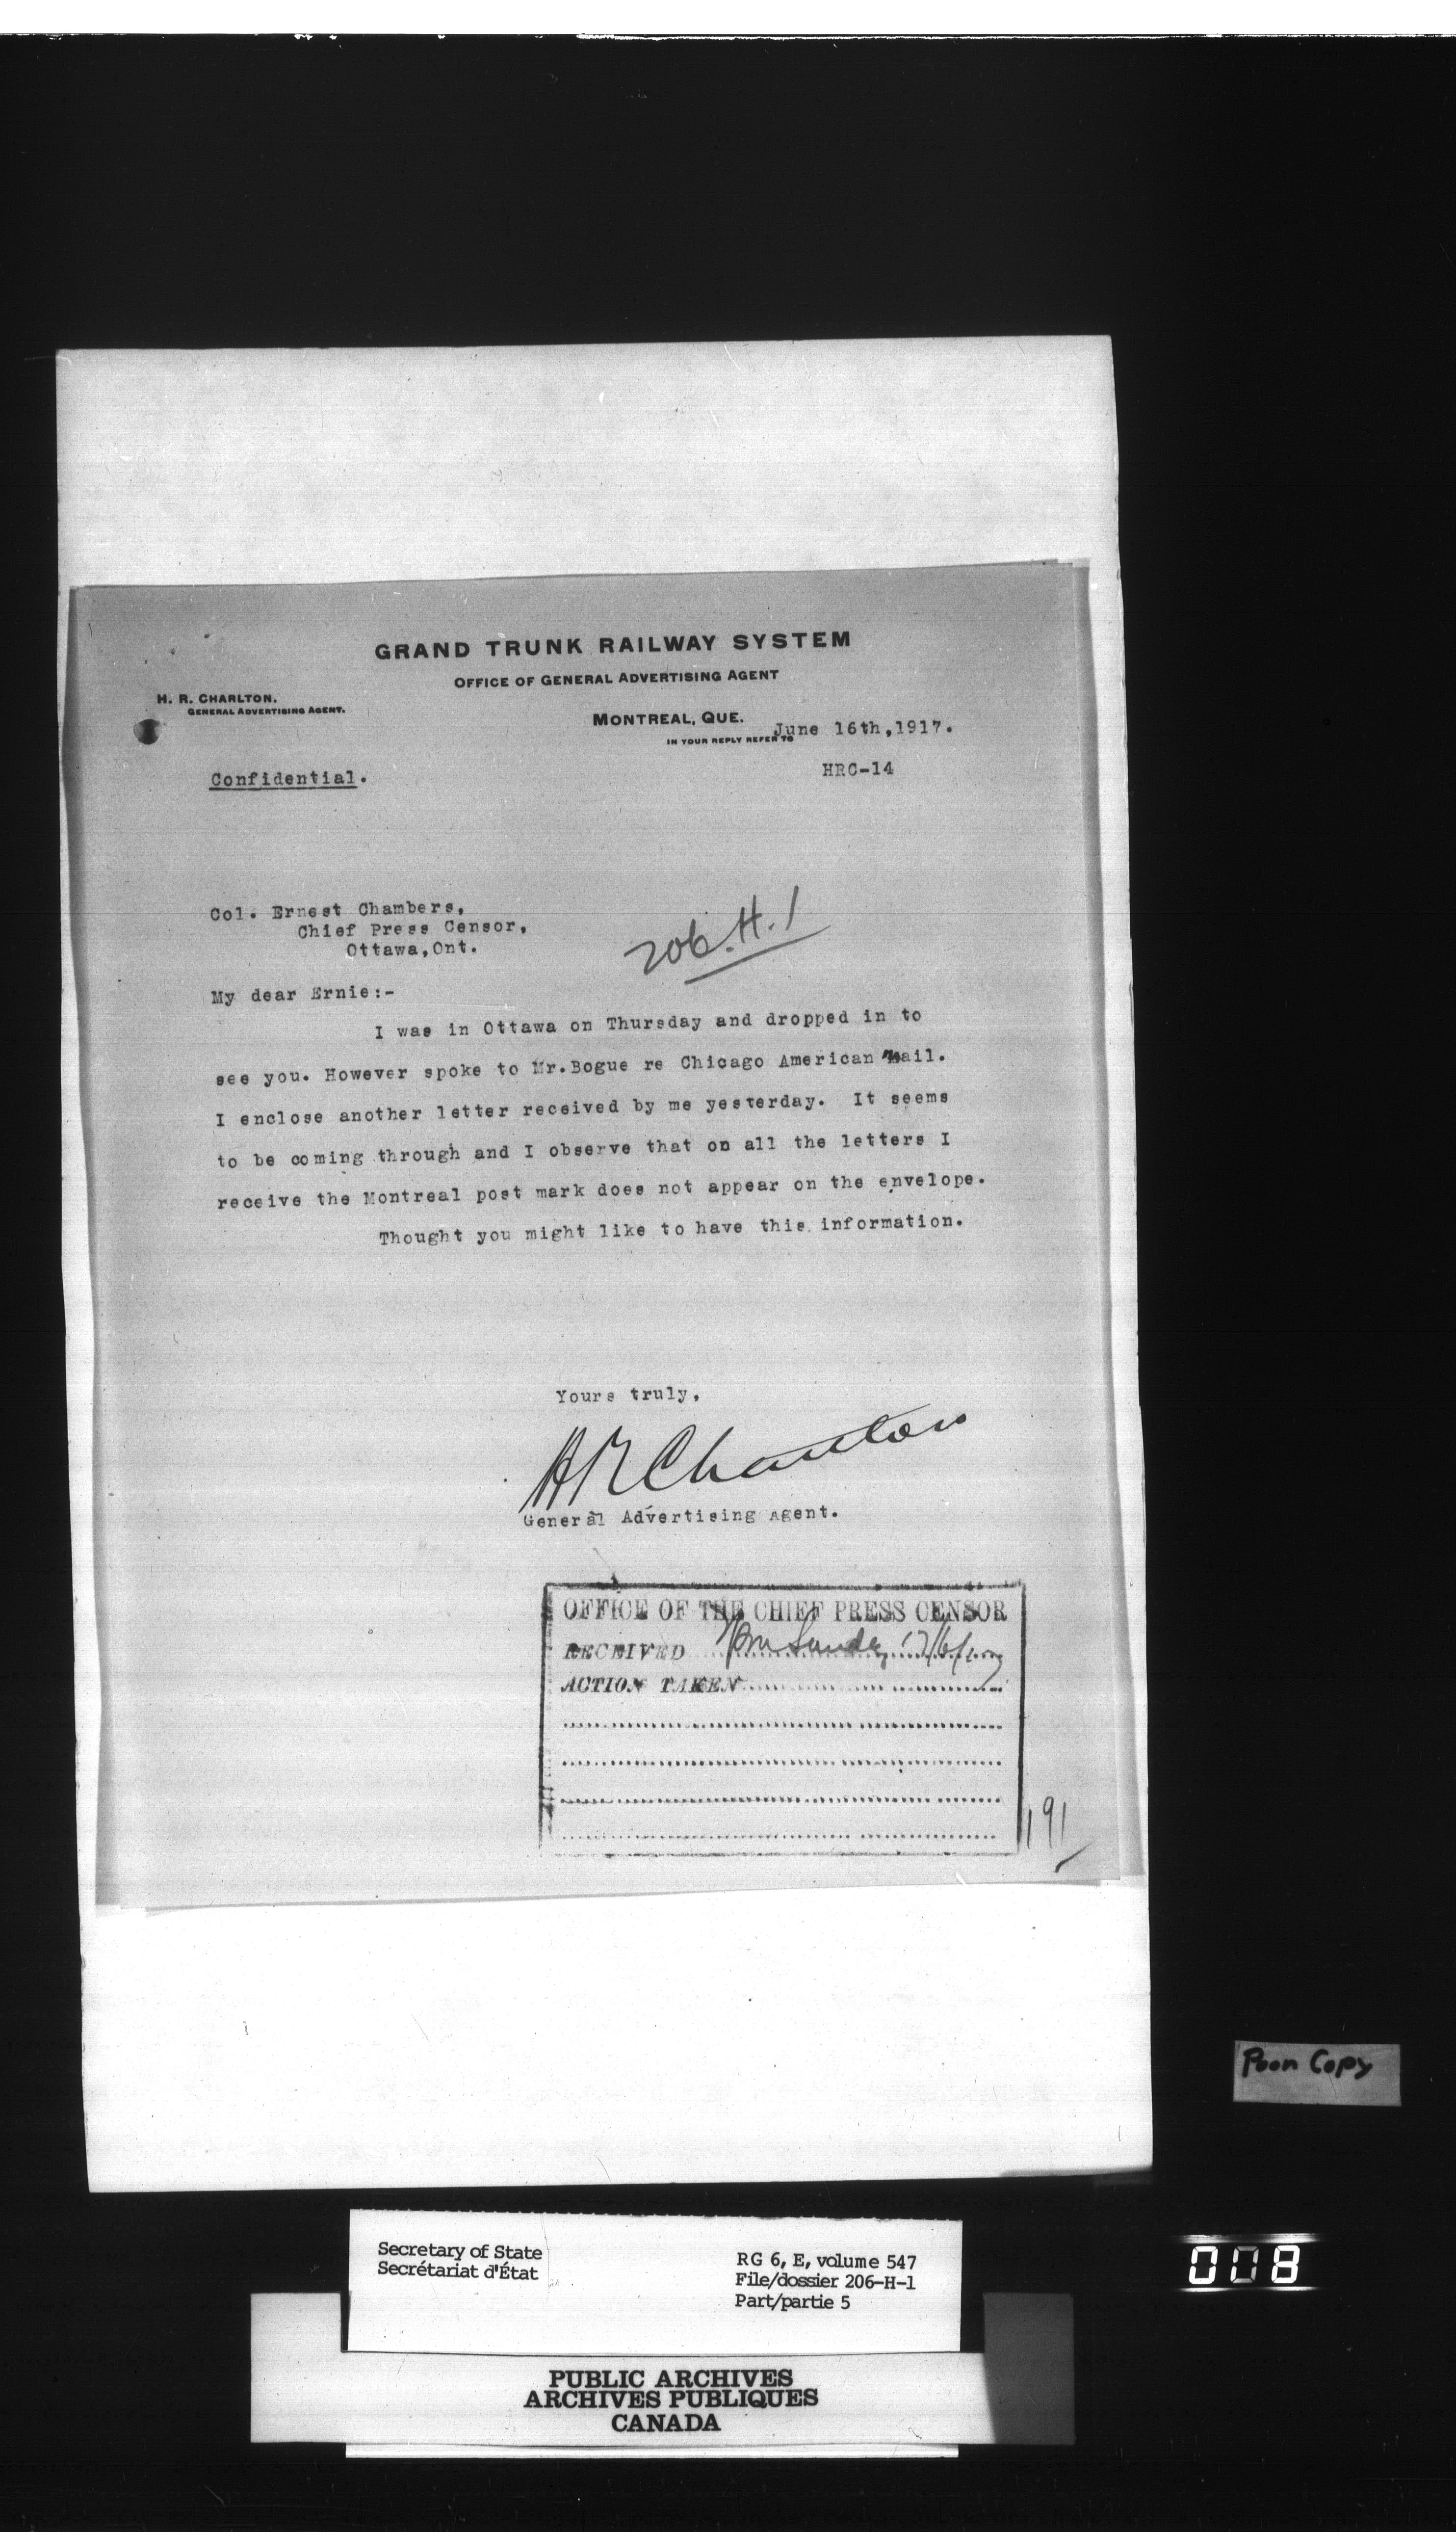 GRAND TRUNK RAILWAY SYSTEM
OFFICE OF GENERAL ADVERTISING AGENT
H. R. CHARLTON.
GENERAL ADVERTISING AGENT.
MONTREAL, QUE. June 16th,1917.
IN YOUR REPLY REFER TO
HRC-14
Confidential.
Col. Ernest Chambers,
Chief Press Censor,
Ottawa,Ont.
206.H.1
My dear Ernie:-
I was in Ottawa on Thursday and dropped in to
see you. However spoke to Mr.Bogue re Chicago American mail.
I enclose another letter received by me yesterday. It seems
to be coming through and I observe that on all the letters I
receive the Montreal post mark does not appear on the envelope.
Thought you might like to have this information.
Yours truly,
HRCharlton
General Advertising Agent.
OFFICE OF THE CHIEF PRESS CENSOR
RECEIVED 17/6/17
ACTION TAKEN
191
Poor Copy
Secretary of State
Secrétariat d'État
RG 6, E, volume 547
File/dossier 206-H-1
Part/partie 5
008
PUBLIC ARCHIVES
ARCHIVES PUBLIQUES
CANADA